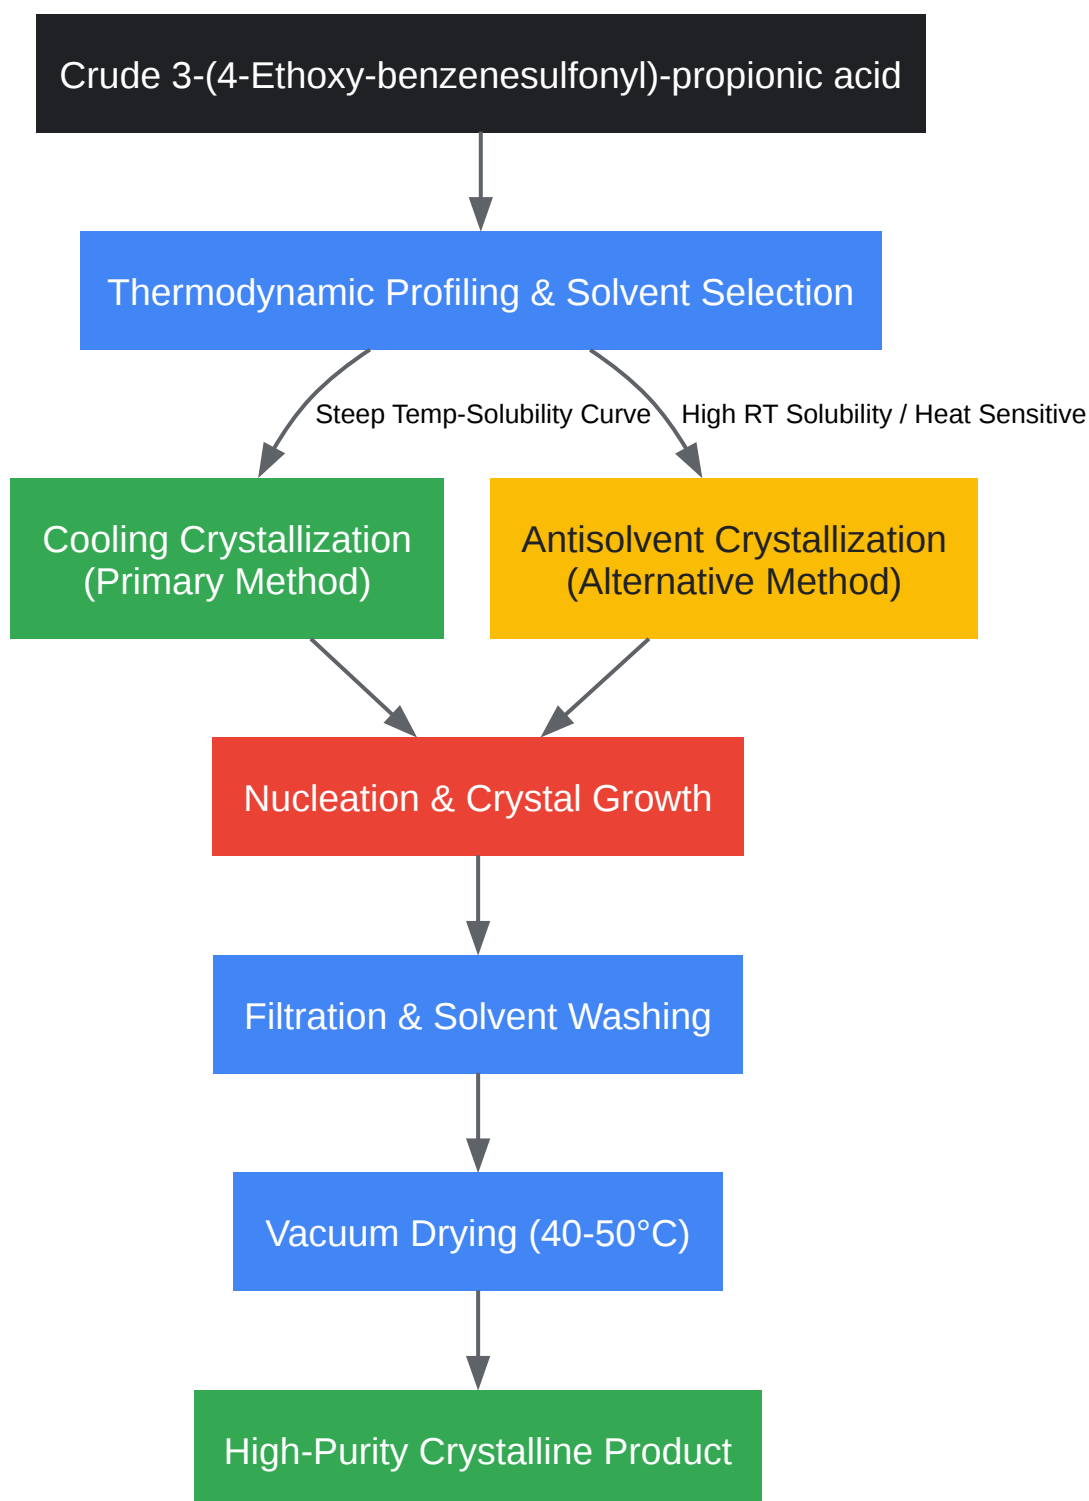 Crude 3-(4-Ethoxy-benzenesulfonyl)-propionic acid
Thermodynamic Profiling & Solvent Selection
Steep Temp-Solubility Curve
High RT Solubility / Heat Sensitive
Cooling Crystallization
(Primary Method)
Antisolvent Crystallization
(Alternative Method)
Nucleation & Crystal Growth
Filtration & Solvent Washing
Vacuum Drying (40-50°C)
High-Purity Crystalline Product